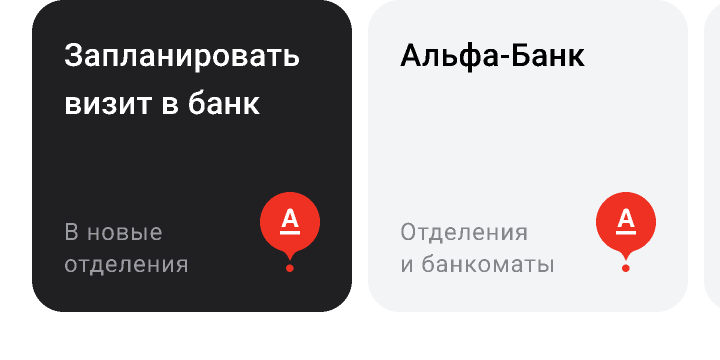 Запланировать
визит в банк
В новые
отделения
А
Альфа-Банк
Отделения
и банкоматы
А